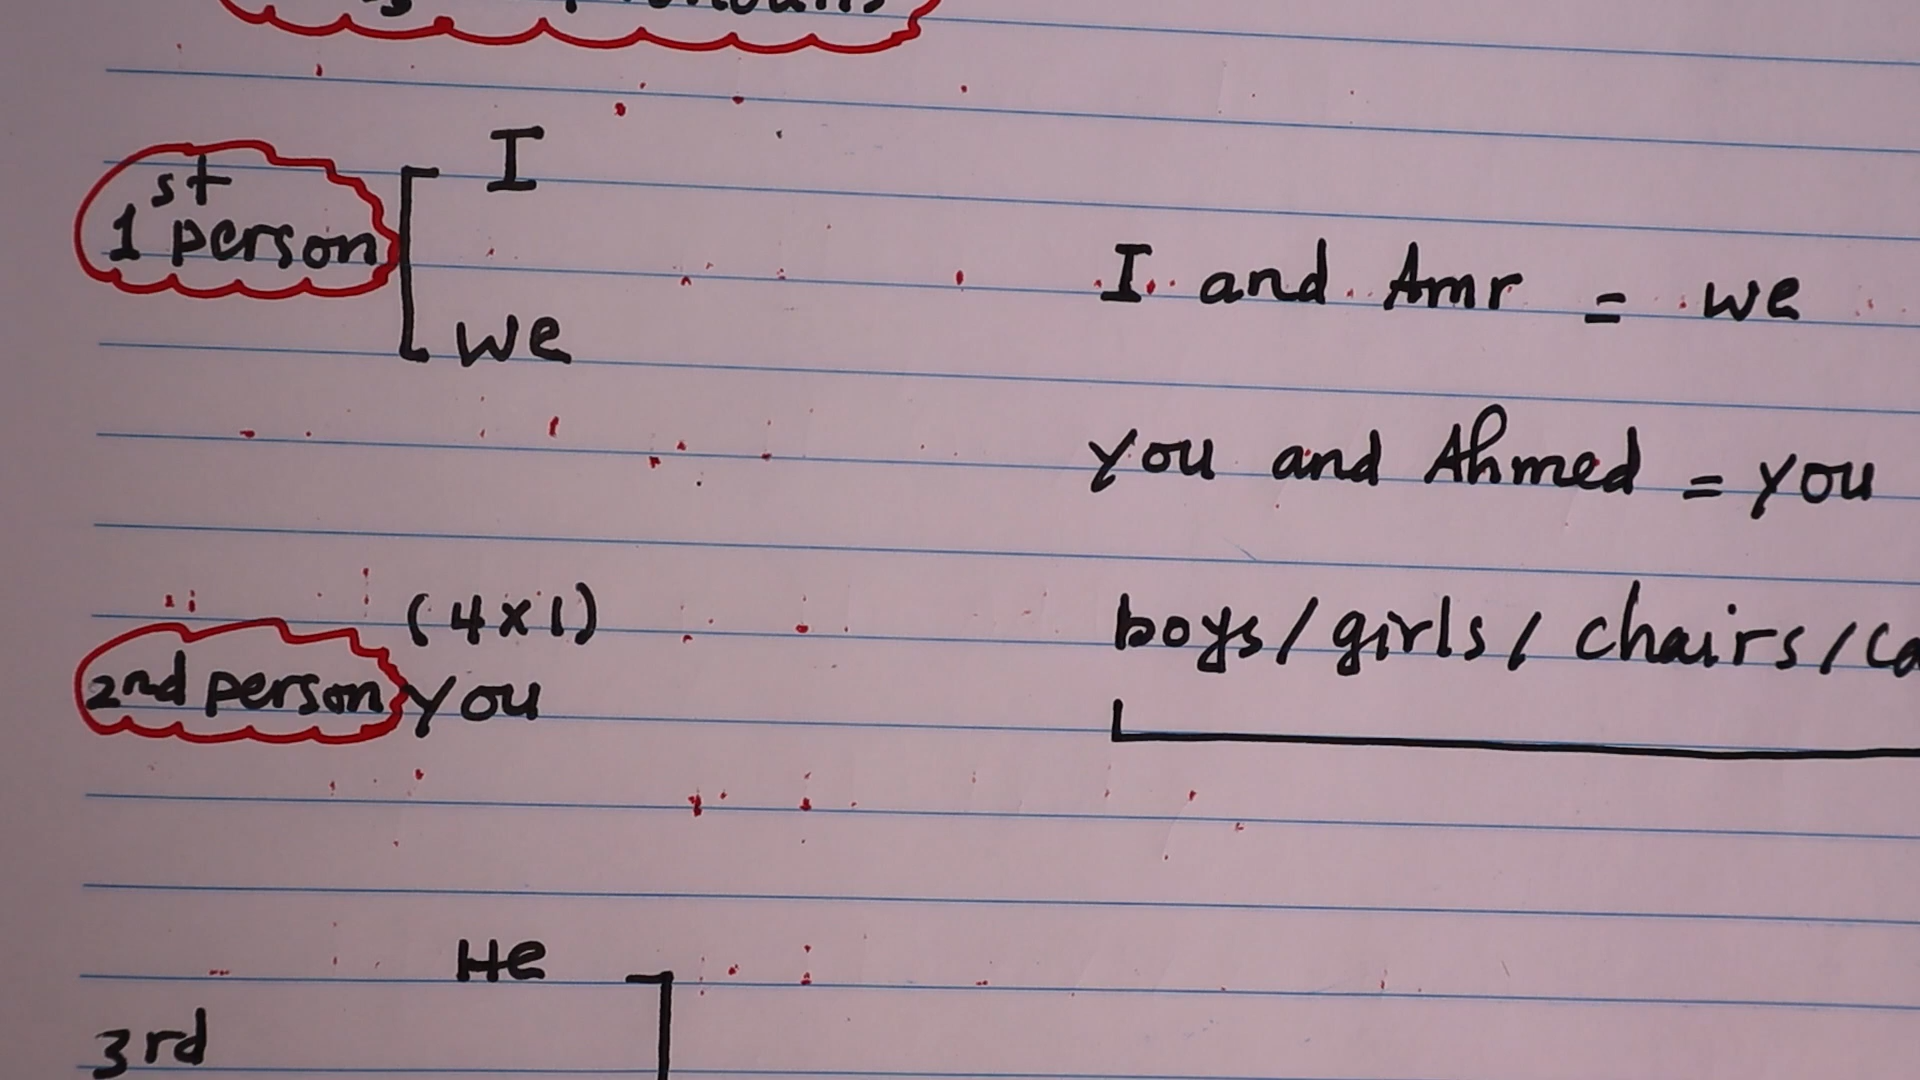 pronouns
I
1st person
I and Amr = we
we
you and Ahmed = you
(4x1)
boys / girls / chairs /
2nd person you
He
3rd